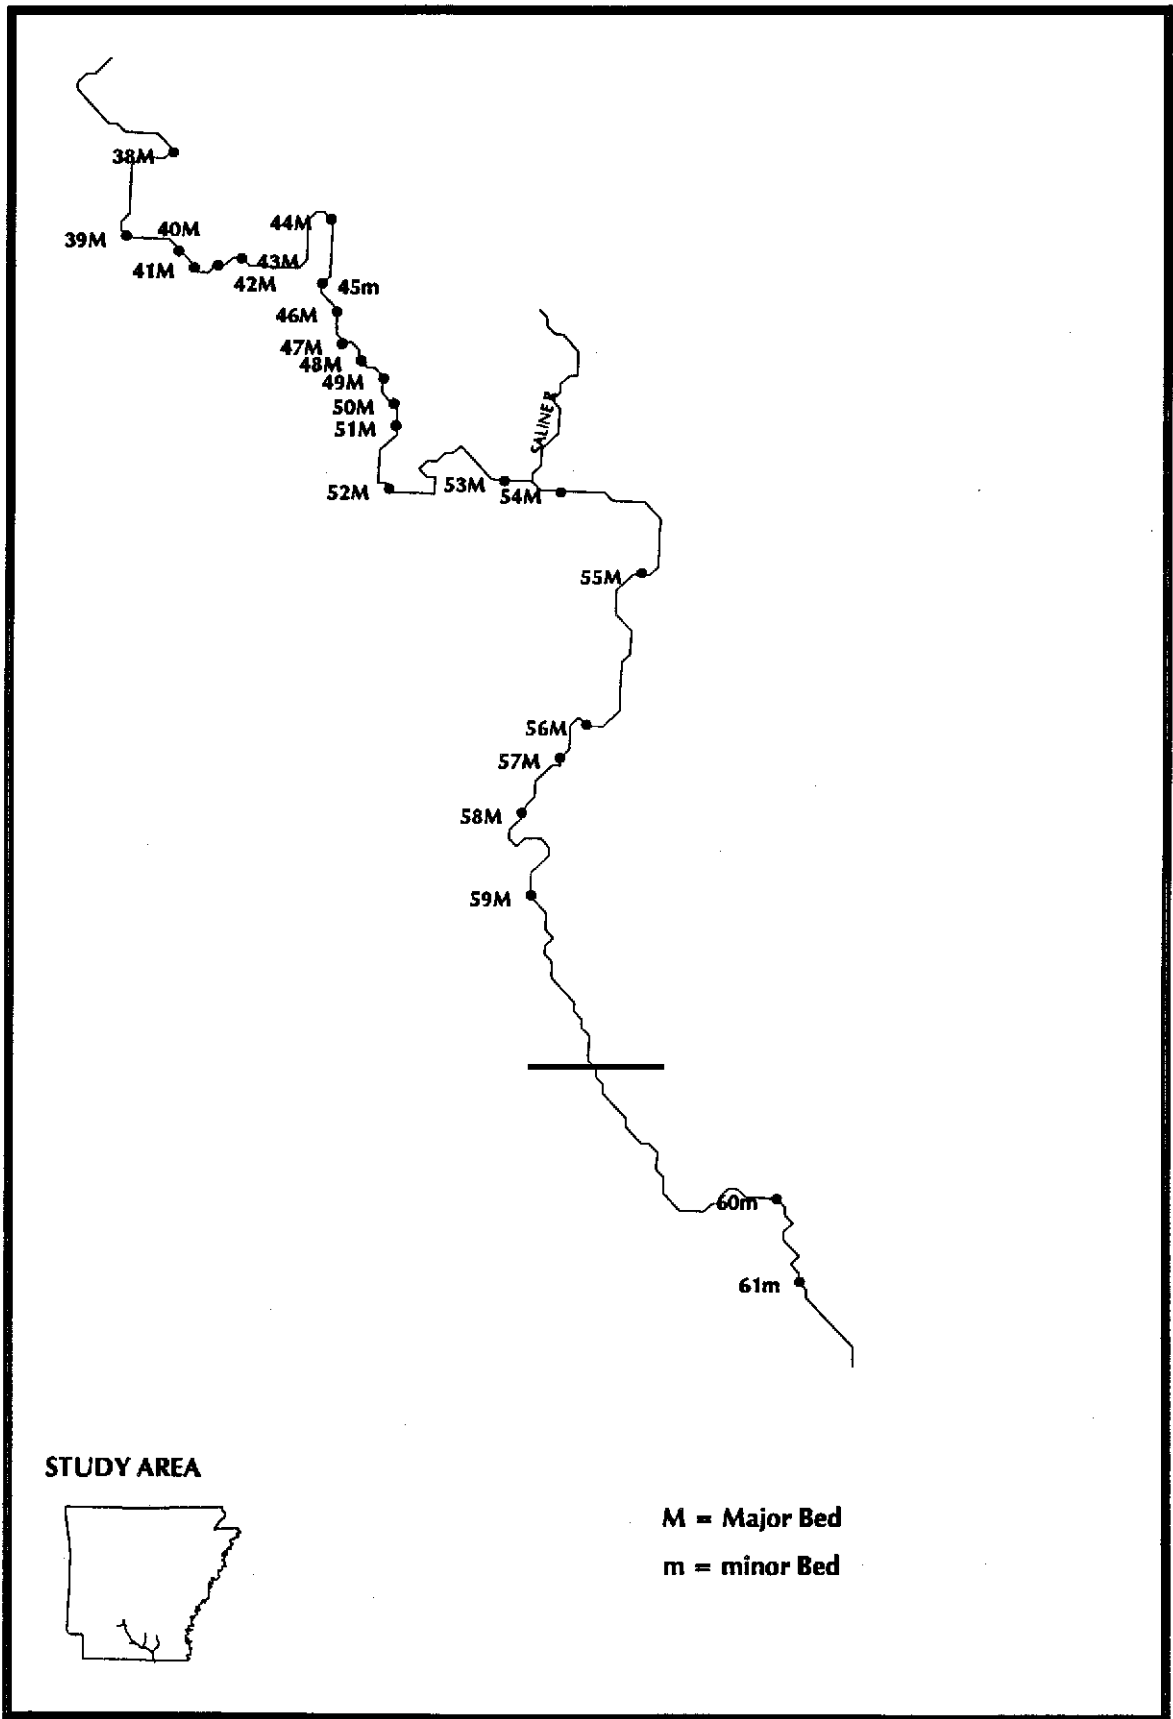 38M
39M
40M
41M
42M
43M
44M
45m
46M
47M
48M
49M
50M
51M
52M
53M
54M
SALINE R
55M
56M
57M
58M
59M
60m
61m
STUDY AREA
M = Major Bed
m = minor Bed